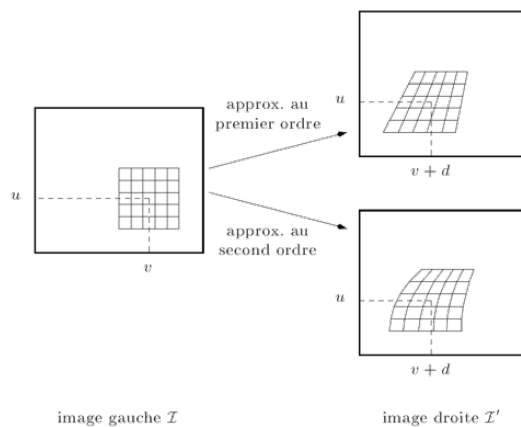 approx. au
premier ordre
u
v + d
u
v
approx. au
second ordre
u
v + d
image gauche ℐ
image droite ℐ′